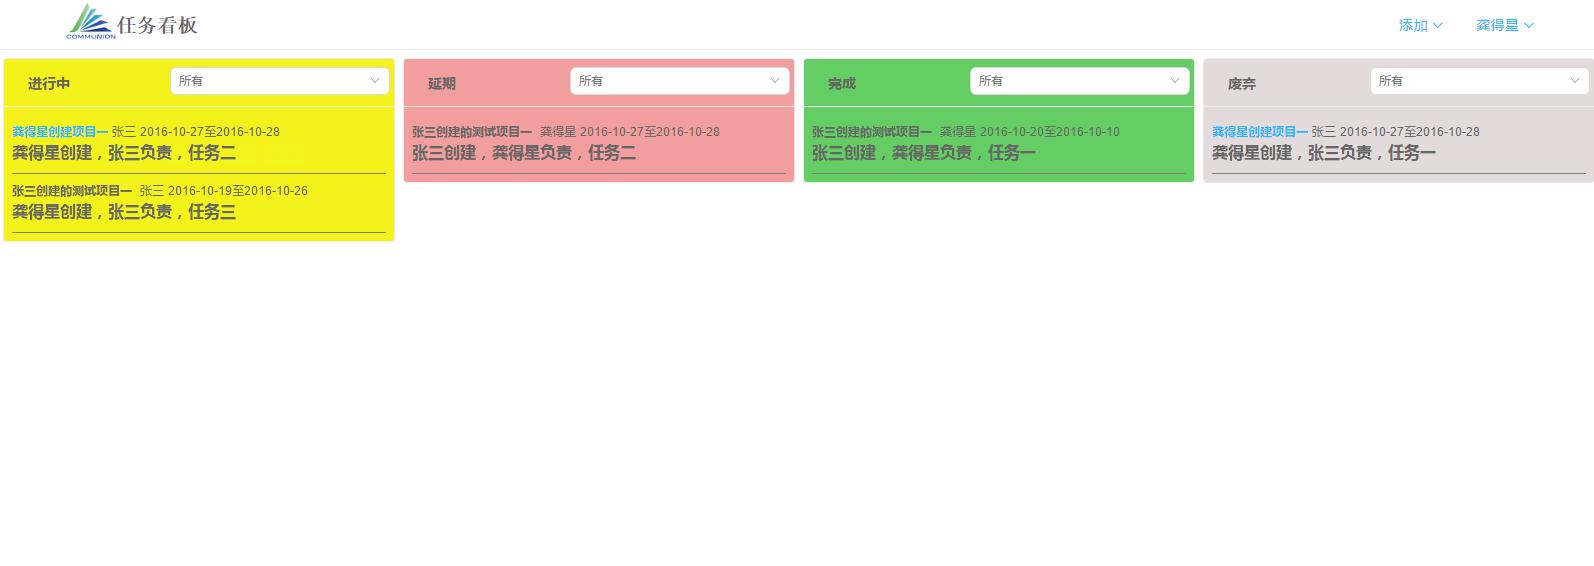 COMMUNION
任务看板
添加
龚得星
进行中
所有
龚得星创建项目一 张三 2016-10-27至2016-10-28
龚得星创建，张三负责，任务二
张三创建的测试项目一 张三 2016-10-19至2016-10-26
龚得星创建，张三负责，任务三
延期
所有
张三创建的测试项目一 龚得星 2016-10-27至2016-10-28
张三创建，龚得星负责，任务二
完成
所有
张三创建的测试项目一 龚得星 2016-10-20至2016-10-10
张三创建，龚得星负责，任务一
废弃
所有
龚得星创建项目一 张三 2016-10-27至2016-10-28
龚得星创建，张三负责，任务一